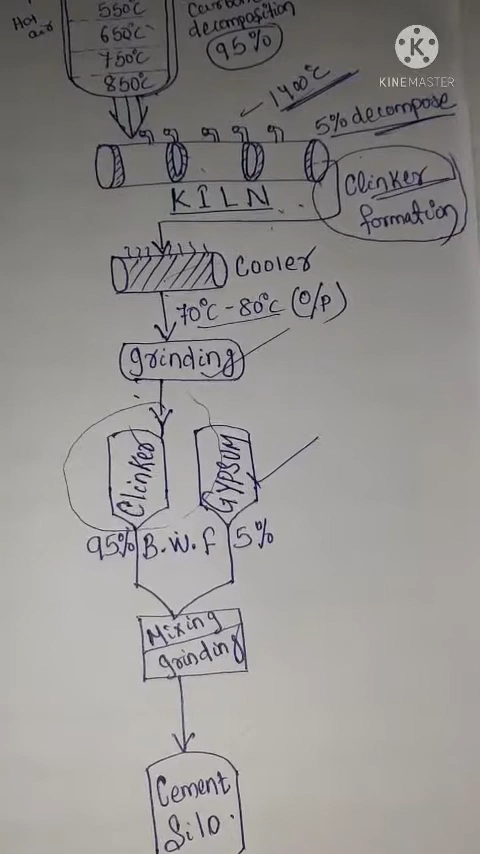 Hot
air
550°C
650°C
750°C
850°C
decomposition
95%
KINEMASTER
1400°C
5% decompose
KILN
Clinker
formation
Cooler
70°C - 80°C (O/P)
grinding
Clinker
GYPSUM
95% B.W.F 5%
Mixing
grinding
Cement
Silo.